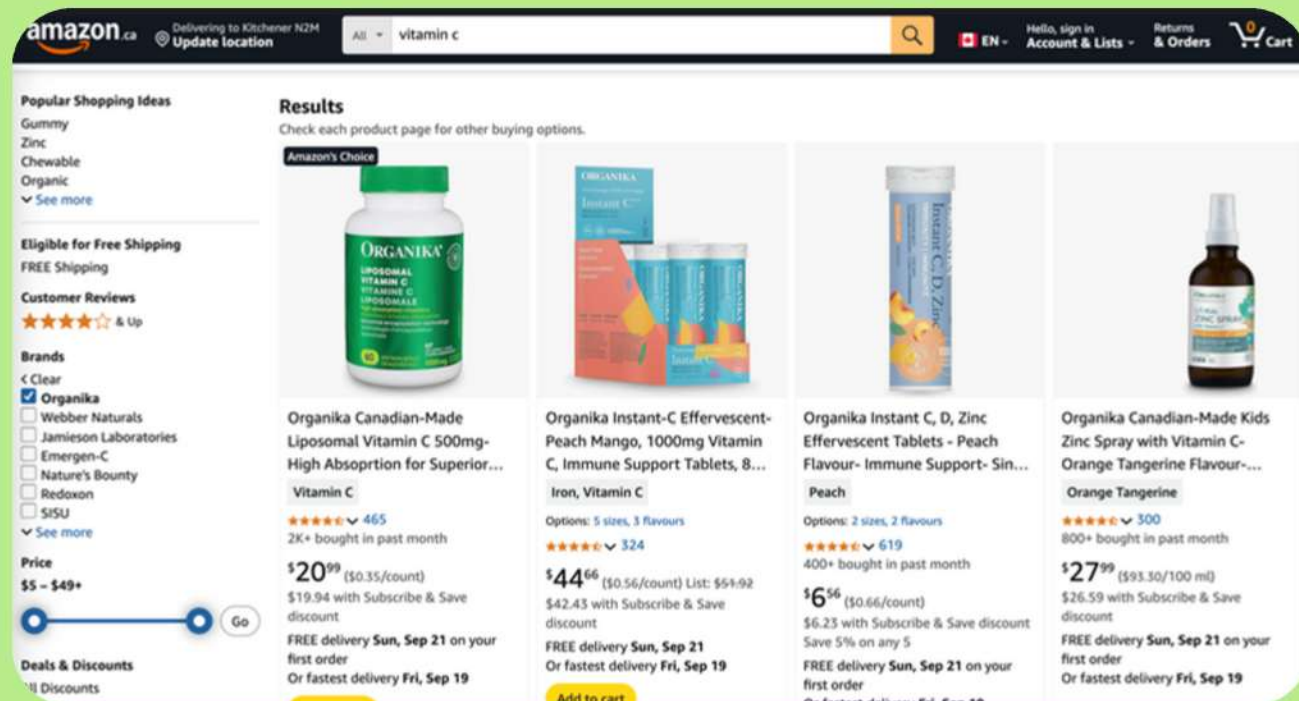 amazon.ca
Delivering to Kitchener N2M
Update location
All
vitamin c
EN
Hello, sign in
Account & Lists
Returns
& Orders
0
Cart
Popular Shopping Ideas
Gummy
Zinc
Chewable
Organic
See more
Eligible for Free Shipping
FREE Shipping
Customer Reviews
& Up
Brands
< Clear
Organika
Webber Naturals
Jamieson Laboratories
Emergen-C
Nature's Bounty
Redoxon
SISU
See more
Price
$5 – $49+
Go
Deals & Discounts
All Discounts
Results
Check each product page for other buying options.
Amazon's Choice
ORGANIKA
LIPOSOMAL
VITAMIN C
VITAMINE C
LIPOSOMALE
60
Organika Canadian-Made
Liposomal Vitamin C 500mg-
High Absoprtion for Superior...
Vitamin C
465
2K+ bought in past month
$20.99 ($0.35/count)
$19.94 with Subscribe & Save
discount
FREE delivery Sun, Sep 21 on your
first order
Or fastest delivery Fri, Sep 19
ORGANIKA
Instant C
ORGANIKA
Instant C
Organika Instant-C Effervescent-
Peach Mango, 1000mg Vitamin
C, Immune Support Tablets, 8...
Iron, Vitamin C
Options: 5 sizes, 3 flavours
324
$44.66 ($0.56/count) List: $51.92
$42.43 with Subscribe & Save
discount
FREE delivery Sun, Sep 21
Or fastest delivery Fri, Sep 19
Add to cart
Instant C, D, Zinc
Organika Instant C, D, Zinc
Effervescent Tablets - Peach
Flavour- Immune Support- Sin...
Peach
Options: 2 sizes, 2 flavours
619
400+ bought in past month
$6.56 ($0.66/count)
$6.23 with Subscribe & Save discount
Save 5% on any 5
FREE delivery Sun, Sep 21 on your
first order
Or fastest delivery Fri, Sep 19
ZINC SPRAY
Organika Canadian-Made Kids
Zinc Spray with Vitamin C-
Orange Tangerine Flavour-...
Orange Tangerine
300
800+ bought in past month
$27.99 ($93.30/100 ml)
$26.59 with Subscribe & Save
discount
FREE delivery Sun, Sep 21 on your
first order
Or fastest delivery Fri, Sep 19